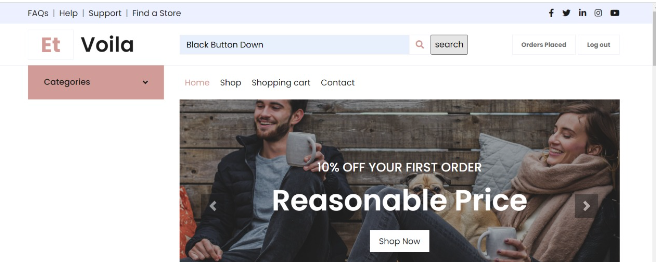 FAQs | Help | Support | Find a Store
Et Voila
Black Button Down
search
Orders Placed
Log out
Categories
Home Shop Shopping cart Contact
10% OFF YOUR FIRST ORDER
Reasonable Price
Shop Now